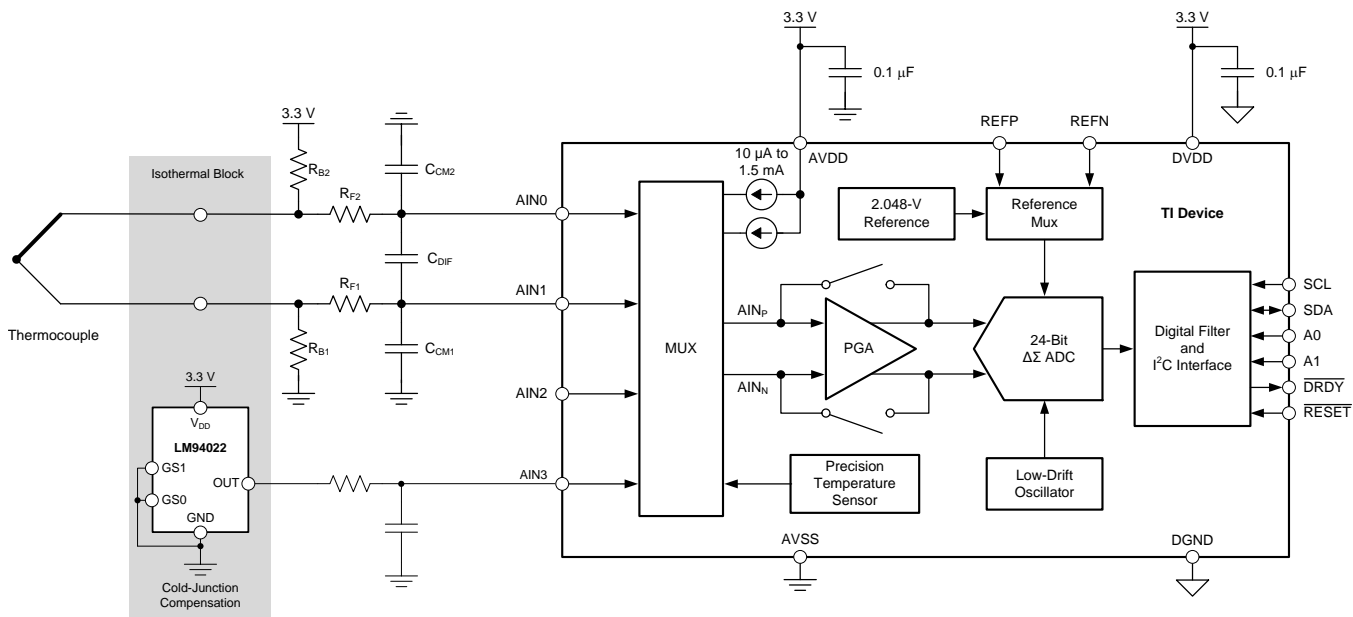 3.3 V
0.1 μF
3.3 V
0.1 μF
3.3 V
Isothermal Block
R_B2
R_F2
C_CM2
AIN0
C_DIF
R_F1
AIN1
R_B1
C_CM1
Thermocouple
3.3 V
V_DD
LM94022
GS1
GS0
OUT
GND
Cold-Junction
Compensation
AIN2
AIN3
AVDD
10 μA to
1.5 mA
REFP
REFN
DVDD
2.048-V
Reference
Reference
Mux
TI Device
MUX
AIN_P
AIN_N
PGA
24-Bit
ΔΣ ADC
Digital Filter
and
I²C Interface
SCL
SDA
A0
A1
DRDY
RESET
Precision
Temperature
Sensor
Low-Drift
Oscillator
AVSS
DGND